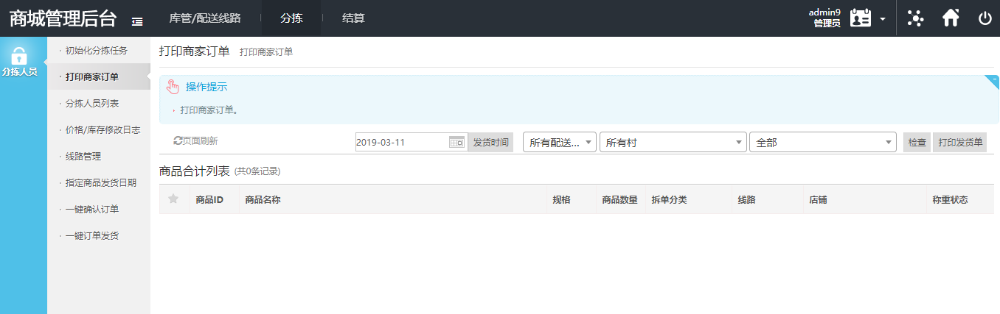 商城管理后台
库管/配送线路
分拣
结算
admin9
管理员
分拣人员
· 初始化分拣任务
· 打印商家订单
· 分拣人员列表
· 价格/库存修改日志
· 线路管理
· 指定商品发货日期
· 一键确认订单
· 一键订单发货
打印商家订单 打印商家订单
操作提示
打印商家订单。
页面刷新 2019-03-11 发货时间 所有配送... 所有村 全部 检查 打印发货单
商品合计列表 (共0条记录)
商品ID 商品名称 规格 商品数量 拆单分类 线路 店铺 称重状态